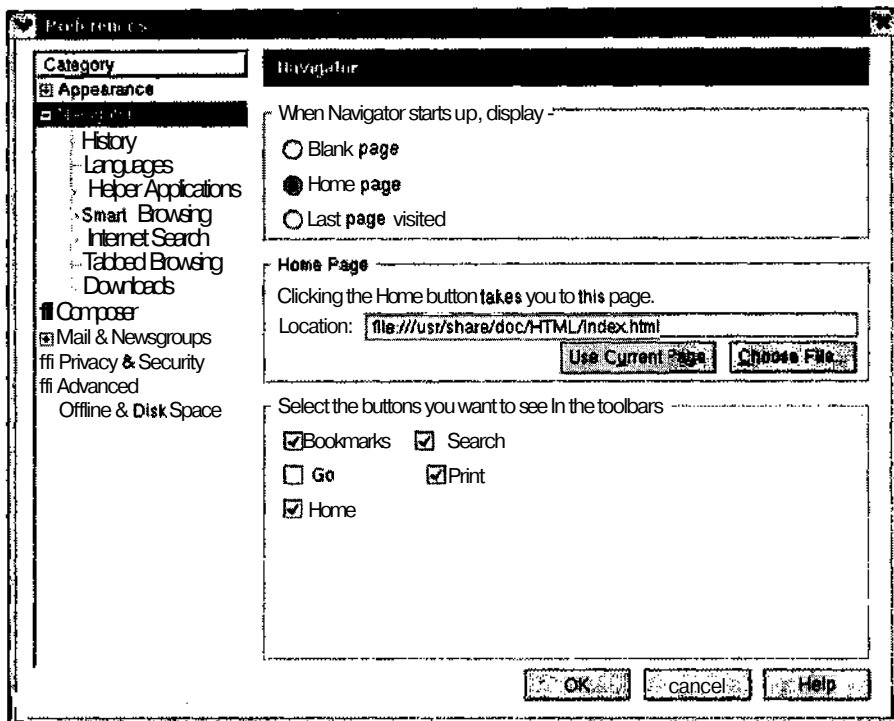 Preferences
Category
Appearance
Navigator
History
Languages
Helper Applications
Smart Browsing
Internet Search
Tabbed Browsing
Downloads
Composer
Mail & Newsgroups
Privacy & Security
Advanced
Offline & Disk Space
Navigator
When Navigator starts up, display
Blank page
Home page
Last page visited
Home Page
Clicking the Home button takes you to this page.
Location: file:///usr/share/doc/HTML/index.html
Use Current Page Choose File...
Select the buttons you want to see In the toolbars
Bookmarks Search
Go Print
Home
OK cancel Help